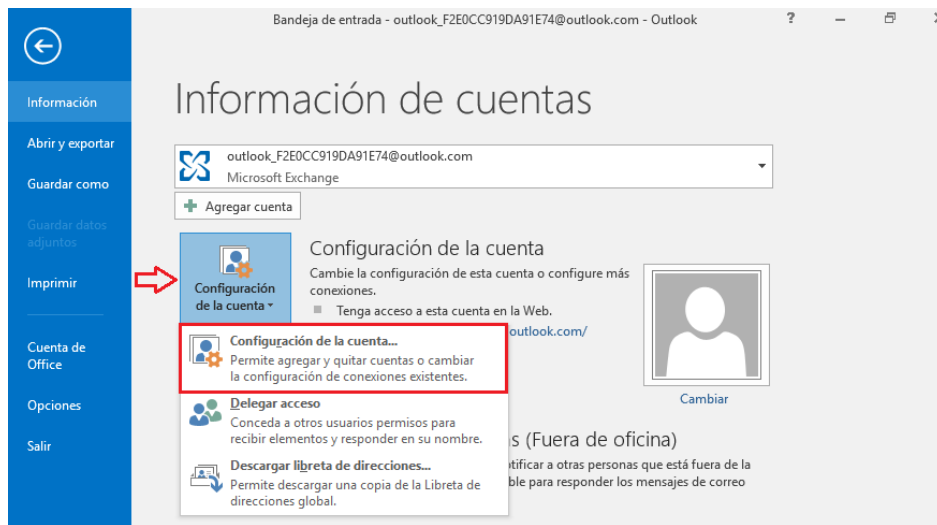 Bandeja de entrada - outlook_F2E0CC919DA91E74@outlook.com - Outlook
?
Información
Abrir y exportar
Guardar como
Guardar datos
adjuntos
Imprimir
Cuenta de
Office
Opciones
Salir
Información de cuentas
outlook_F2E0CC919DA91E74@outlook.com
Microsoft Exchange
Agregar cuenta
Configuración
de la cuenta
Configuración de la cuenta
Cambie la configuración de esta cuenta o configure más
conexiones.
Tenga acceso a esta cuenta en la Web.
outlook.com/
Cambiar
Configuración de la cuenta...
Permite agregar y quitar cuentas o cambiar
la configuración de conexiones existentes.
Delegar acceso
Conceda a otros usuarios permisos para
recibir elementos y responder en su nombre.
Descargar libreta de direcciones...
Permite descargar una copia de la Libreta de
direcciones global.
s (Fuera de oficina)
otificar a otras personas que está fuera de la
ble para responder los mensajes de correo